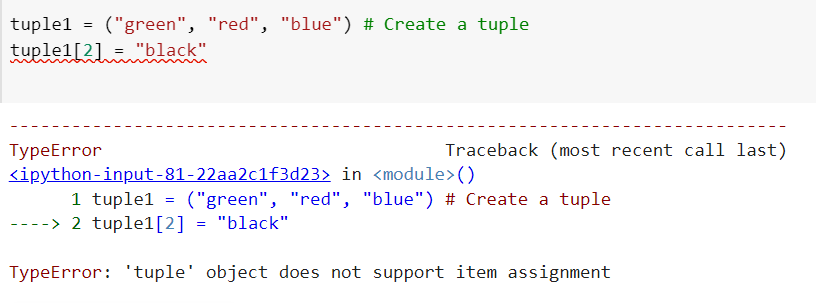 tuple1 = ("green", "red", "blue") # Create a tuple
tuple1[2] = "black"
---------------------------------------------------------------------------
TypeError                                 Traceback (most recent call last)
<ipython-input-81-22aa2c1f3d23> in <module>()
      1 tuple1 = ("green", "red", "blue") # Create a tuple
----> 2 tuple1[2] = "black"
TypeError: 'tuple' object does not support item assignment